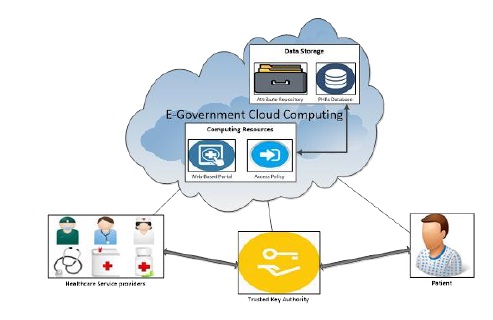 Data Storage
Attribute Repository
PHRs Database
E-Government Cloud Computing
Computing Resources
Web-Based Portal
Access Policy
Healthcare Service providers
Trusted Key Authority
Patient